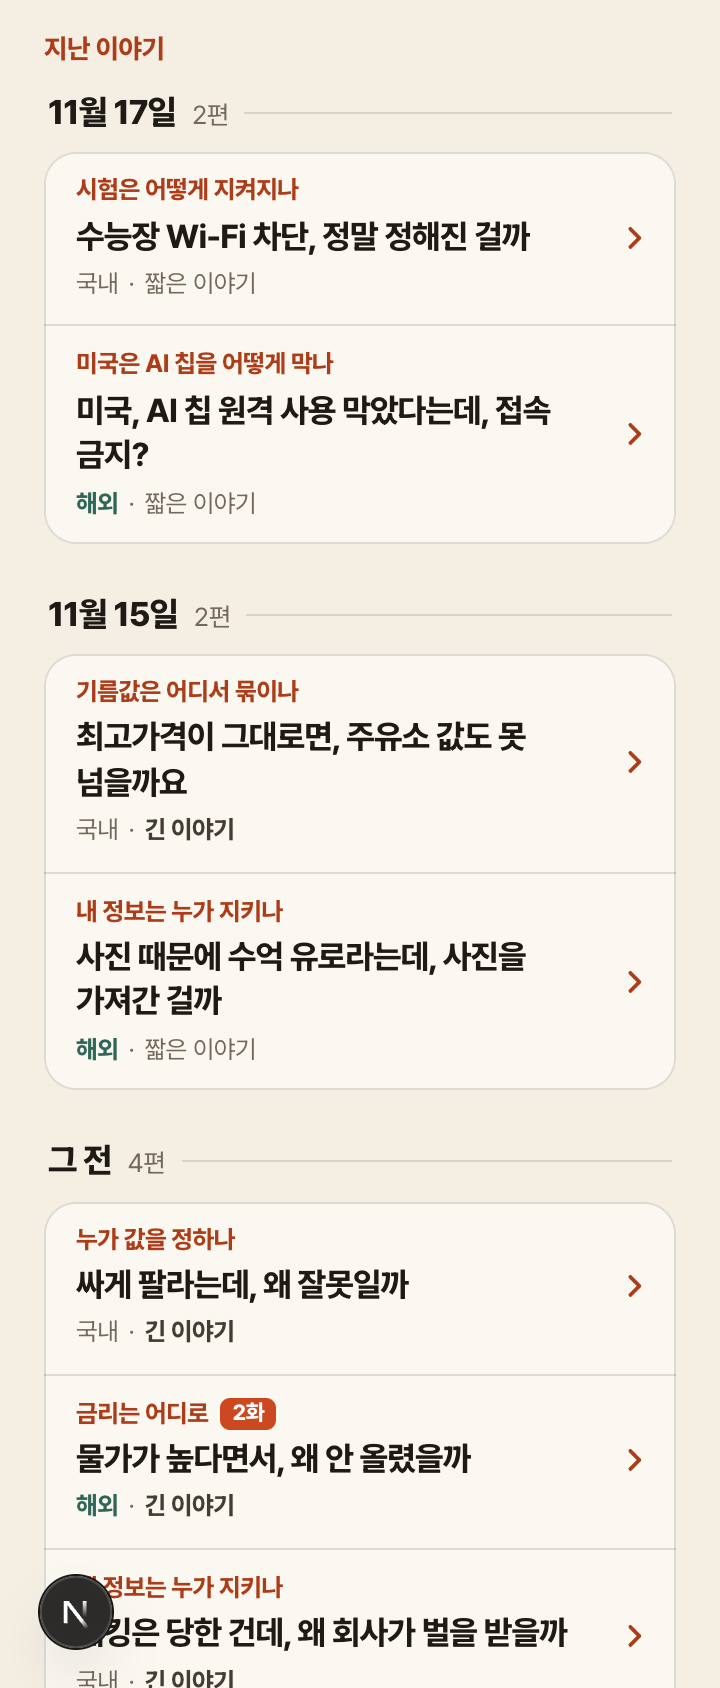 지난 이야기
11월 17일 2편
시험은 어떻게 지켜지나
수능장 Wi-Fi 차단, 정말 정해진 걸까
국내 · 짧은 이야기
미국은 AI 칩을 어떻게 막나
미국, AI 칩 원격 사용 막았다는데, 접속
금지?
해외 · 짧은 이야기
11월 15일 2편
기름값은 어디서 묶이나
최고가격이 그대로면, 주유소 값도 못
넘을까요
국내 · 긴 이야기
내 정보는 누가 지키나
사진 때문에 수억 유로라는데, 사진을
가져간 걸까
해외 · 짧은 이야기
그 전 4편
누가 값을 정하나
싸게 팔라는데, 왜 잘못일까
국내 · 긴 이야기
금리는 어디로 2화
물가가 높다면서, 왜 안 올렸을까
해외 · 긴 이야기
정보는 누가 지키나
당한 건데, 왜 회사가 벌을 받을까
N
국내 · 긴 이야기